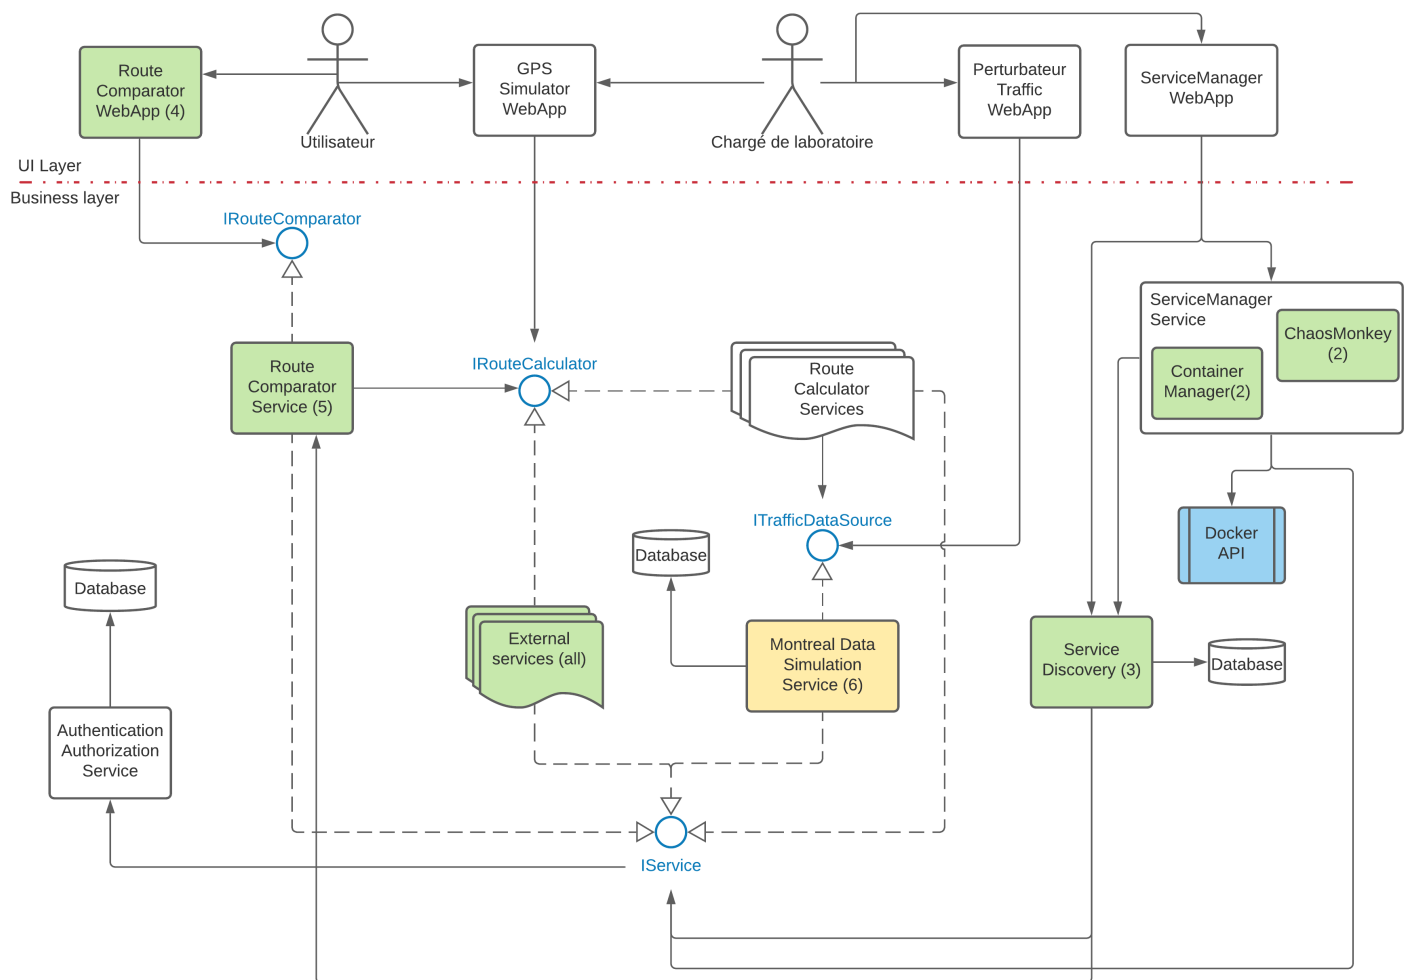 Route
Comparator
WebApp (4)
Utilisateur
GPS
Simulator
WebApp
Chargé de laboratoire
Perturbateur
Traffic
WebApp
ServiceManager
WebApp
UI Layer
Business layer
IRouteComparator
ServiceManager
Service
ChaosMonkey
(2)
Container
Manager(2)
Route
Comparator
Service (5)
IRouteCalculator
Route
Calculator
Services
ITrafficDataSource
Docker
API
Database
Database
External
services (all)
Montreal Data
Simulation
Service (6)
Service
Discovery (3)
Database
Authentication
Authorization
Service
IService